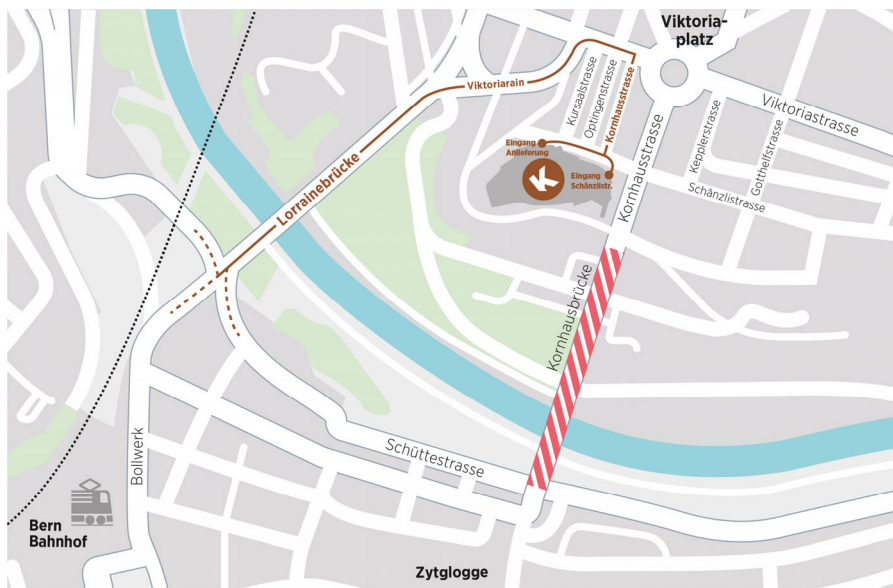 Viktoria-
platz
Viktoriarain
Kursaalstrasse
Optingenstrasse
Kornhausstrasse
Viktoriastrasse
Kepplerstrasse
Gotthelfstrasse
Eingang
Anlieferung
K
Eingang
Schänzlistr.
Kornhausstrasse
Schänzlistrasse
Lorrainebrücke
Kornhausbrücke
Bollwerk
Schüttestrasse
Bern
Bahnhof
Zytglogge